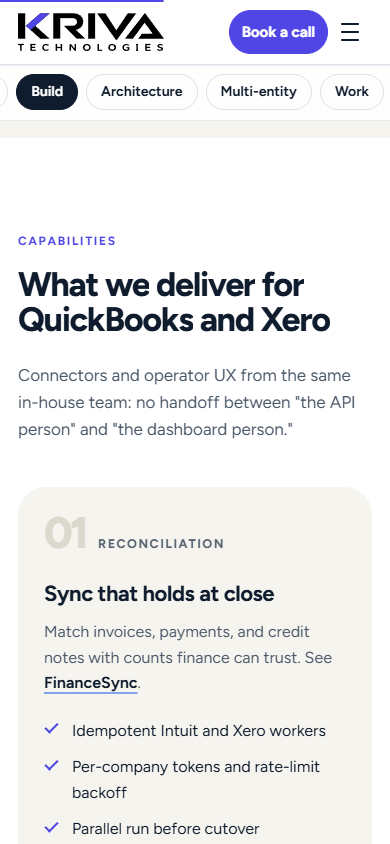 KRIVA
TECHNOLOGIES
Book a call
Build
Architecture
Multi-entity
Work
CAPABILITIES
What we deliver for
QuickBooks and Xero
Connectors and operator UX from the same
in-house team: no handoff between "the API
person" and "the dashboard person."
01
RECONCILIATION
Sync that holds at close
Match invoices, payments, and credit
notes with counts finance can trust. See
FinanceSync.
Idempotent Intuit and Xero workers
Per-company tokens and rate-limit
backoff
Parallel run before cutover